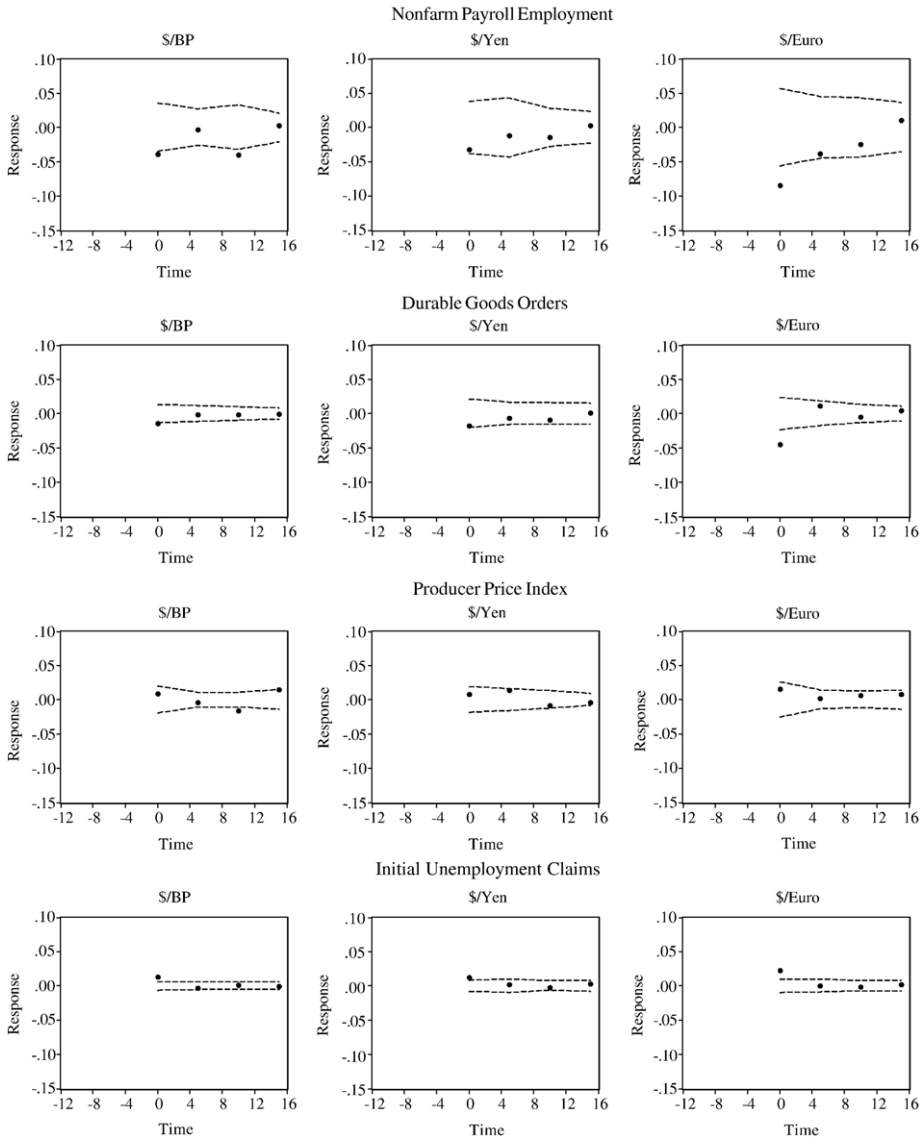 Nonfarm Payroll Employment
$/BP $/Yen $/Euro
.10 .10 .10
.05 .05 .05
.00 .00 .00
-.05 -.05 -.05
-.10 -.10 -.10
-.15 -.15 -.15
Response Response Response
-12 -8 -4 0 4 8 12 16 -12 -8 -4 0 4 8 12 16 -12 -8 -4 0 4 8 12 16
Time Time Time
Durable Goods Orders
$/BP $/Yen $/Euro
.10 .10 .10
.05 .05 .05
.00 .00 .00
-.05 -.05 -.05
-.10 -.10 -.10
-.15 -.15 -.15
Response Response Response
-12 -8 -4 0 4 8 12 16 -12 -8 -4 0 4 8 12 16 -12 -8 -4 0 4 8 12 16
Time Time Time
Producer Price Index
$/BP $/Yen $/Euro
.10 .10 .10
.05 .05 .05
.00 .00 .00
-.05 -.05 -.05
-.10 -.10 -.10
-.15 -.15 -.15
Response Response Response
-12 -8 -4 0 4 8 12 16 -12 -8 -4 0 4 8 12 16 -12 -8 -4 0 4 8 12 16
Time Time Time
Initial Unemployment Claims
$/BP $/Yen $/Euro
.10 .10 .10
.05 .05 .05
.00 .00 .00
-.05 -.05 -.05
-.10 -.10 -.10
-.15 -.15 -.15
Response Response Response
-12 -8 -4 0 4 8 12 16 -12 -8 -4 0 4 8 12 16 -12 -8 -4 0 4 8 12 16
Time Time Time